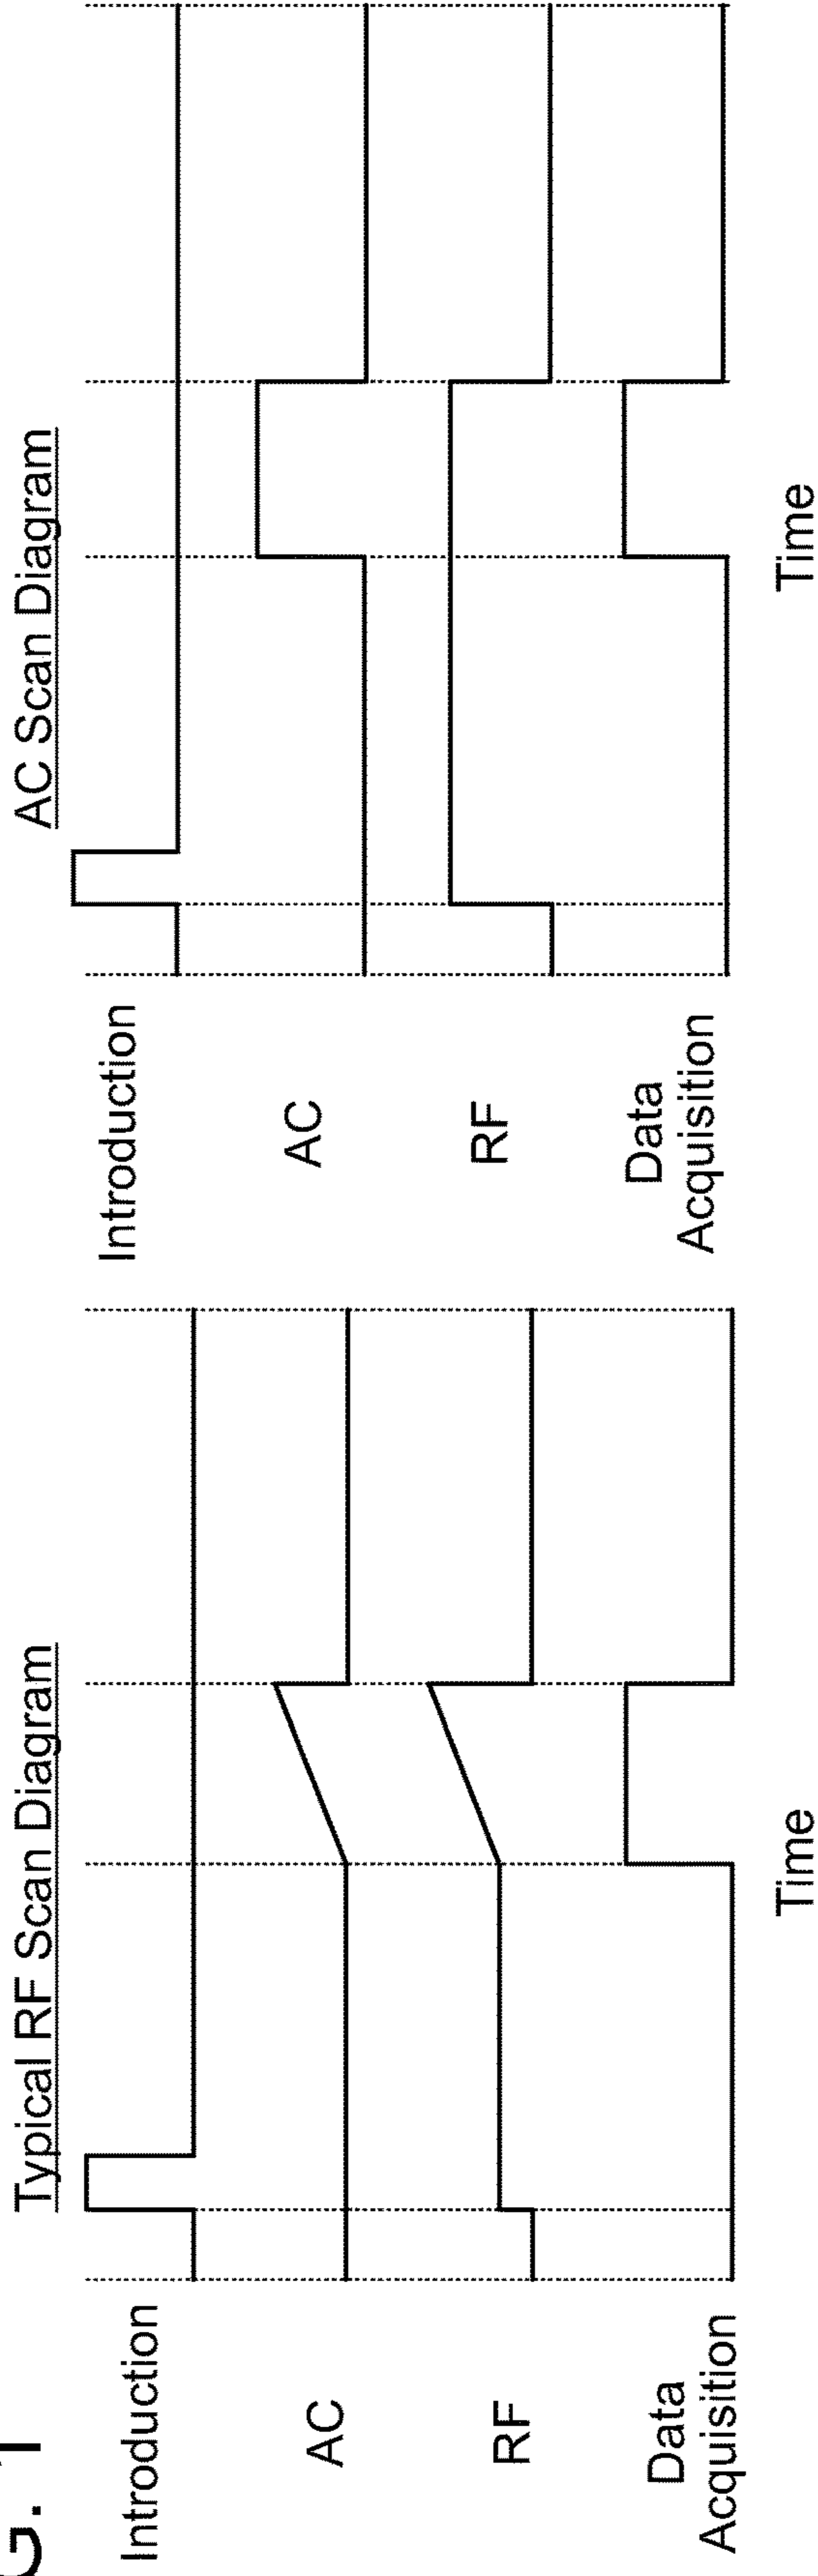 G. 1
Typical RF Scan Diagram
Introduction
AC
RF
Data
Acquisition
Time
AC Scan Diagram
Introduction
AC
RF
Data
Acquisition
Time